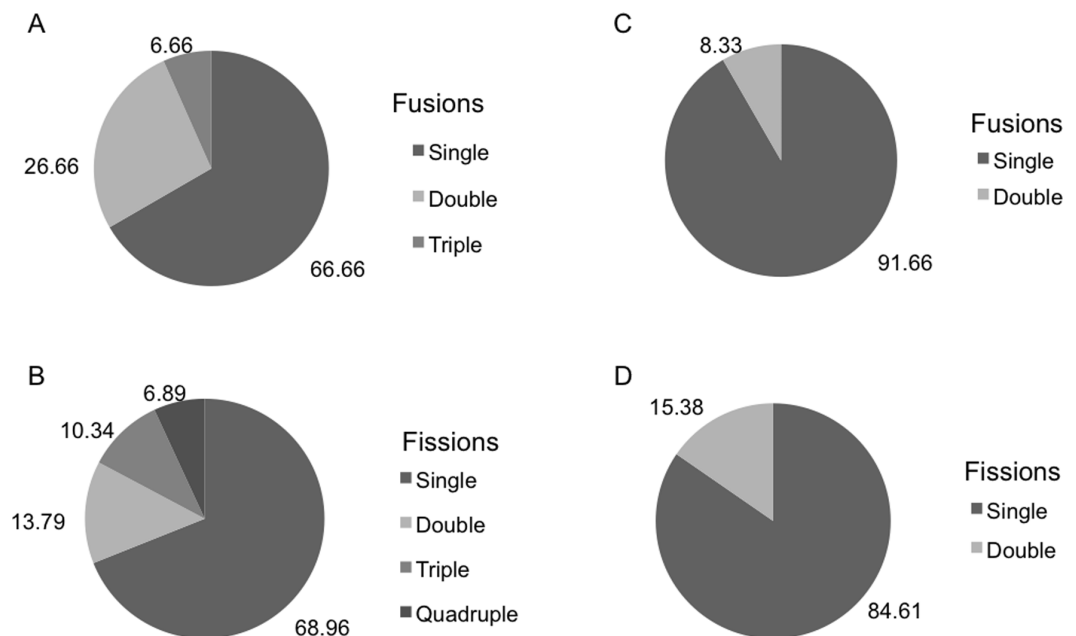 A
6.66
26.66
66.66
Fusions
Single
Double
Triple
C
8.33
91.66
Fusions
Single
Double
B
6.89
10.34
13.79
68.96
Fissions
Single
Double
Triple
Quadruple
D
15.38
84.61
Fissions
Single
Double